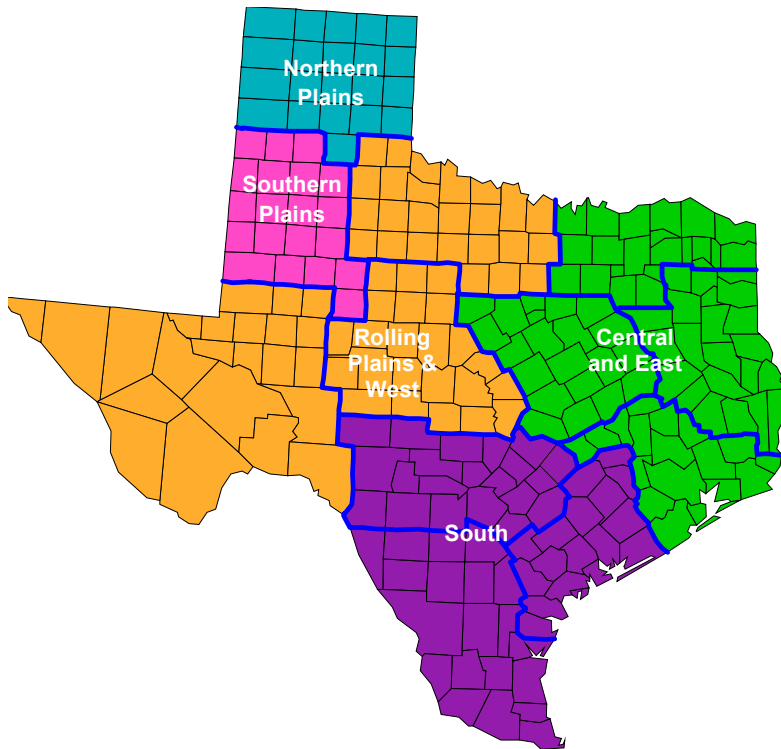 Northern
Plains
Southern
Plains
Rolling
Plains &
West
Central
and East
South